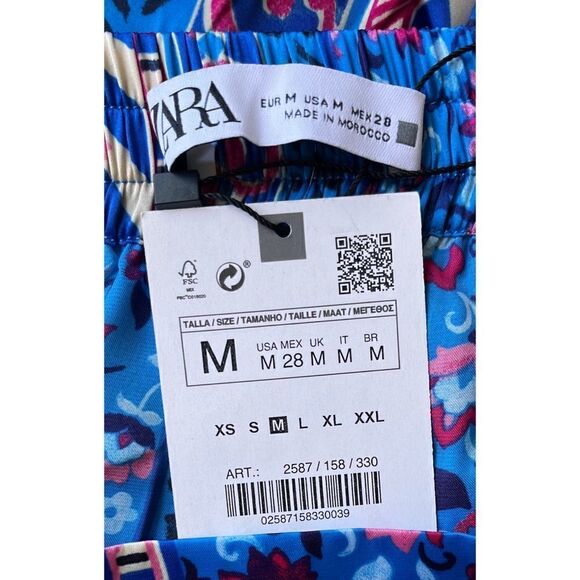 ZARA
EUR M USA M MEX 28
MADE IN MOROCCO
FSC
MIX
TALLA / SIZE / TAMANHO / TAILLE / MAAT / ΜΕΓΕΘΟΣ
M
USA MEX UK IT BR
M 28 M M M
XS S M L XL XXL
ART.: 2587 / 158 / 330
02587158330039